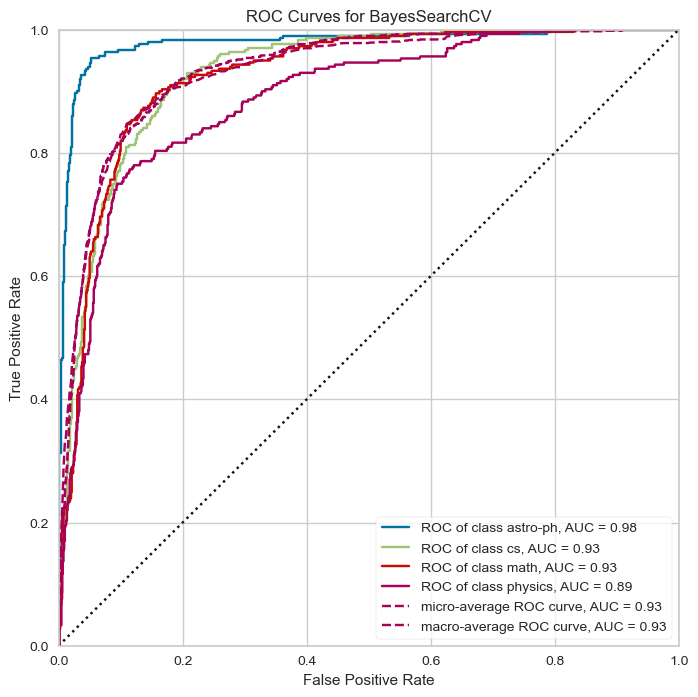 ROC Curves for BayesSearchCV
1.0
0.8
0.6
0.4
0.2
0.0
True Positive Rate
ROC of class astro-ph, AUC = 0.98
ROC of class cs, AUC = 0.93
ROC of class math, AUC = 0.93
ROC of class physics, AUC = 0.89
micro-average ROC curve, AUC = 0.93
macro-average ROC curve, AUC = 0.93
0.0 0.2 0.4 0.6 0.8 1.0
False Positive Rate